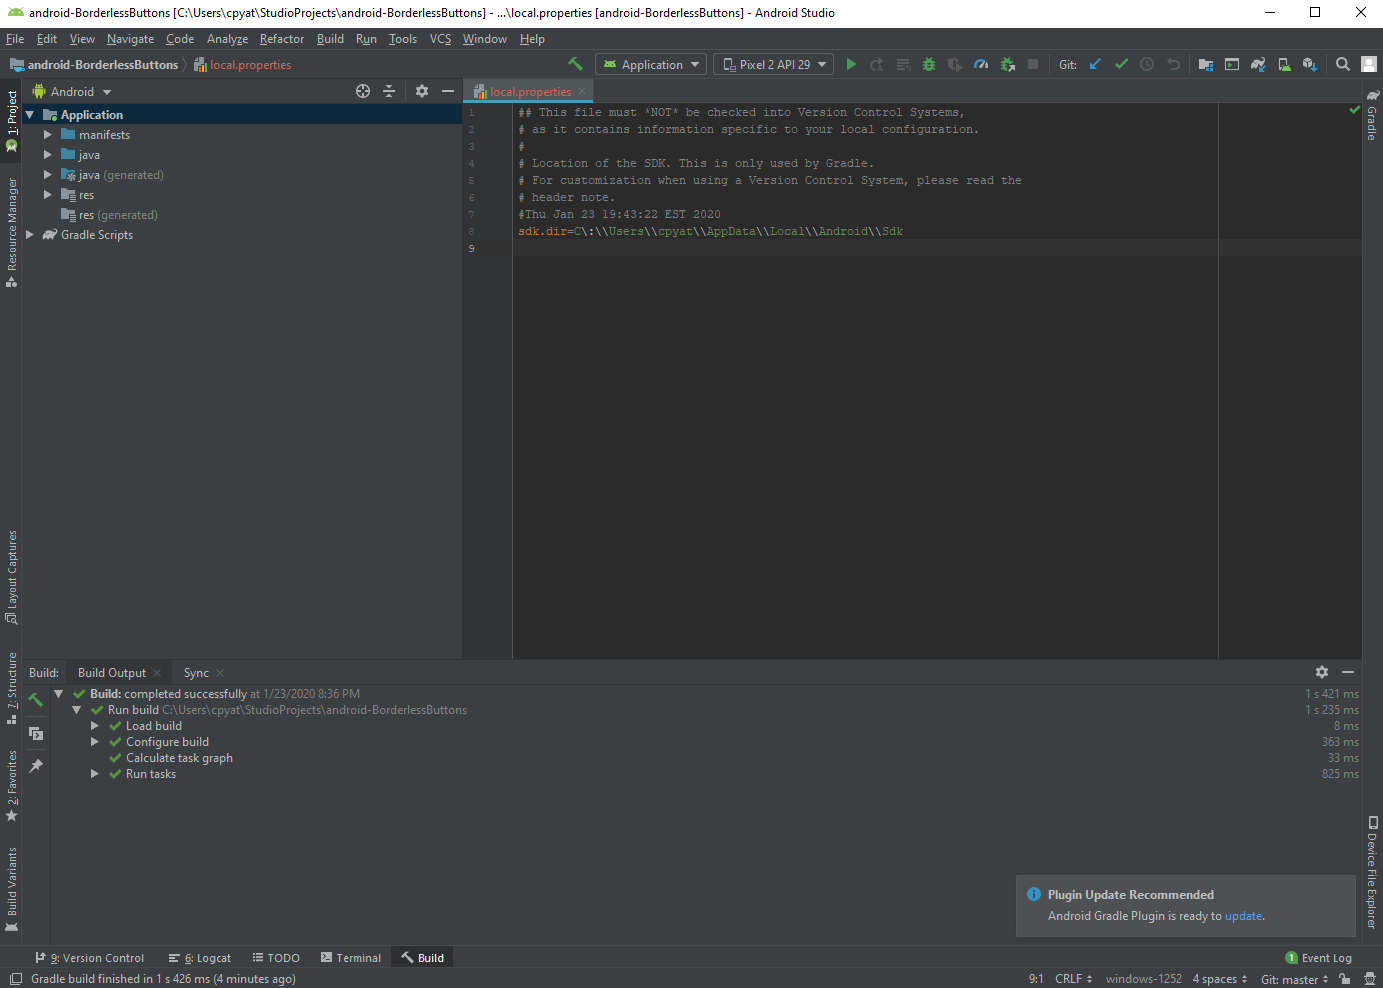 android-BorderlessButtons [C:\Users\cpyat\StudioProjects\android-BorderlessButtons] - ...\local.properties [android-BorderlessButtons] - Android Studio
File Edit View Navigate Code Analyze Refactor Build Run Tools VCS Window Help
android-BorderlessButtons local.properties Application Pixel 2 API 29 Git:
1: Project
Resource Manager
Layout Captures
7: Structure
2: Favorites
Build Variants
Android
Application
manifests
java
java (generated)
res
res (generated)
Gradle Scripts
local.properties
1 ## This file must *NOT* be checked into Version Control Systems,
2 # as it contains information specific to your local configuration.
3 #
4 # Location of the SDK. This is only used by Gradle.
5 # For customization when using a Version Control System, please read the
6 # header note.
7 #Thu Jan 23 19:43:22 EST 2020
8 sdk.dir=C\:\\Users\\cpyat\\AppData\\Local\\Android\\Sdk
9
Gradle
Device File Explorer
Build: Build Output Sync
Build: completed successfully at 1/23/2020 8:36 PM 1 s 421 ms
Run build C:\Users\cpyat\StudioProjects\android-BorderlessButtons 1 s 235 ms
Load build 8 ms
Configure build 363 ms
Calculate task graph 33 ms
Run tasks 825 ms
Plugin Update Recommended
Android Gradle Plugin is ready to update.
9: Version Control 6: Logcat TODO Terminal Build 1 Event Log
Gradle build finished in 1 s 426 ms (4 minutes ago) 9:1 CRLF windows-1252 4 spaces Git: master